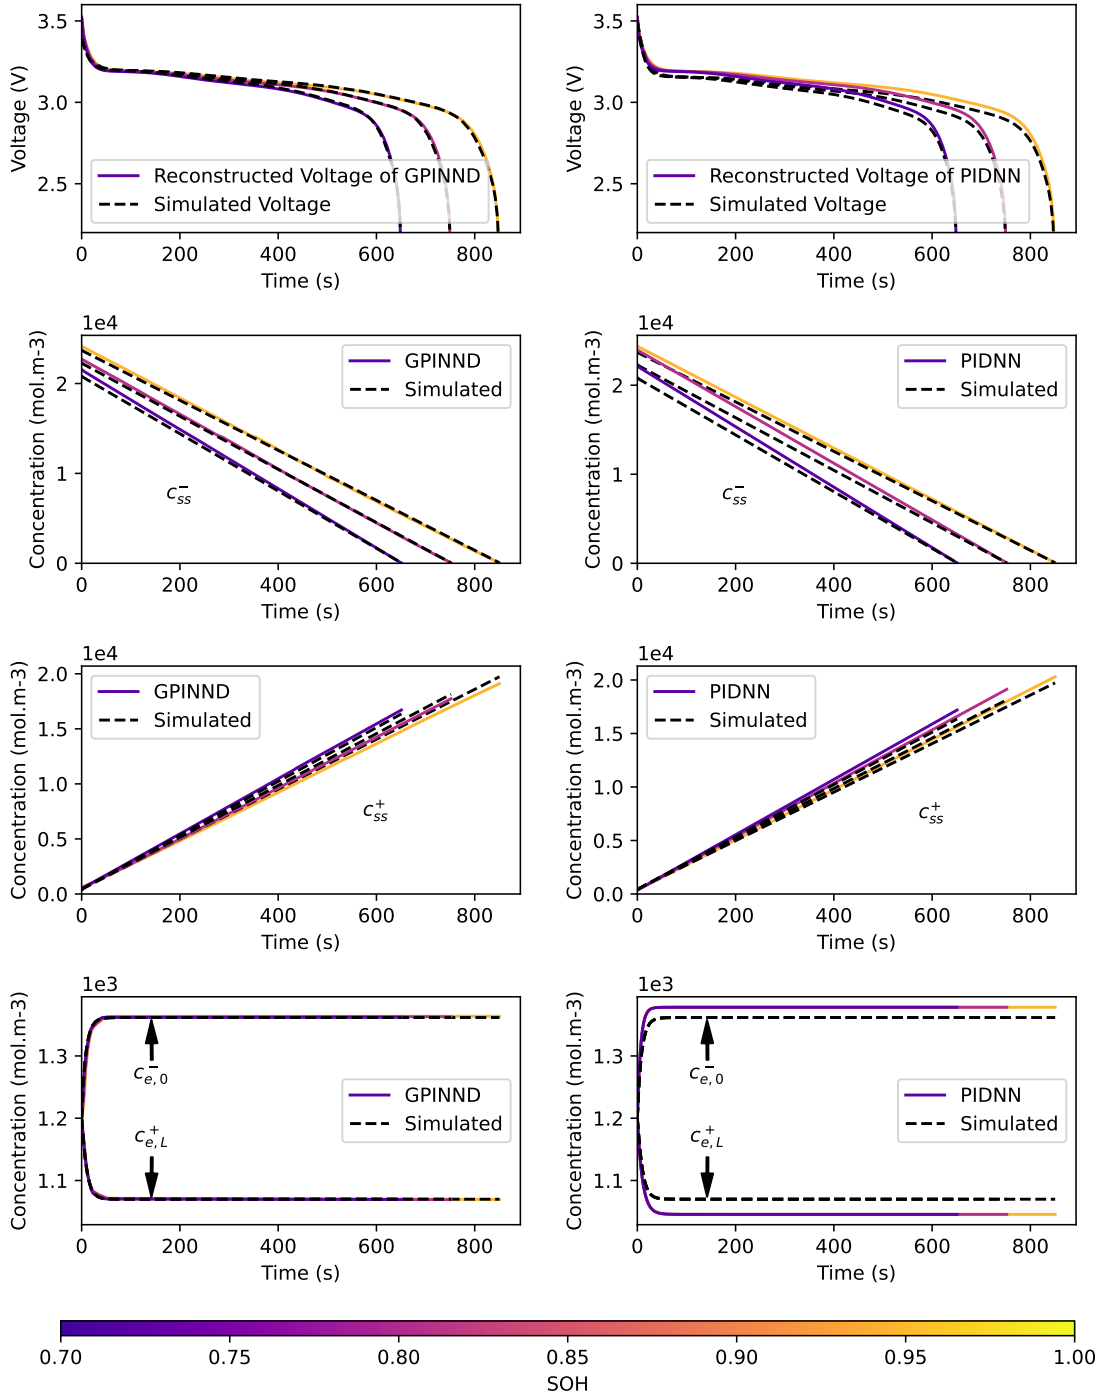 3.5
3.0
2.5
Voltage (V)
Reconstructed Voltage of GPINND
Simulated Voltage
0 200 400 600 800
Time (s)
3.5
3.0
2.5
Voltage (V)
Reconstructed Voltage of PIDNN
Simulated Voltage
0 200 400 600 800
Time (s)
1e4
2
1
0
Concentration (mol.m-3)
GPINND
Simulated
c_{ss}^{-}
0 200 400 600 800
Time (s)
1e4
2
1
0
Concentration (mol.m-3)
PIDNN
Simulated
c_{ss}^{-}
0 200 400 600 800
Time (s)
1e4
2.0
1.5
1.0
0.5
0.0
Concentration (mol.m-3)
GPINND
Simulated
c_{ss}^{+}
0 200 400 600 800
Time (s)
1e4
2.0
1.5
1.0
0.5
0.0
Concentration (mol.m-3)
PIDNN
Simulated
c_{ss}^{+}
0 200 400 600 800
Time (s)
1e3
1.3
1.2
1.1
Concentration (mol.m-3)
c_{e,0}^{-}
GPINND
Simulated
c_{e,L}^{+}
0 200 400 600 800
Time (s)
1e3
1.3
1.2
1.1
Concentration (mol.m-3)
c_{e,0}^{-}
PIDNN
Simulated
c_{e,L}^{+}
0 200 400 600 800
Time (s)
0.70 0.75 0.80 0.85 0.90 0.95 1.00
SOH